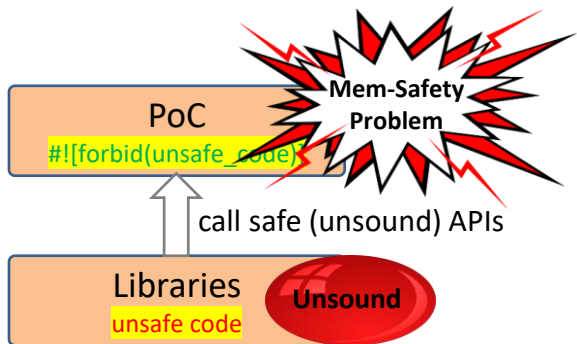 Mem-Safety
Problem
PoC
#![forbid(unsafe_code)]
call safe (unsound) APIs
Libraries
unsafe code
Unsound